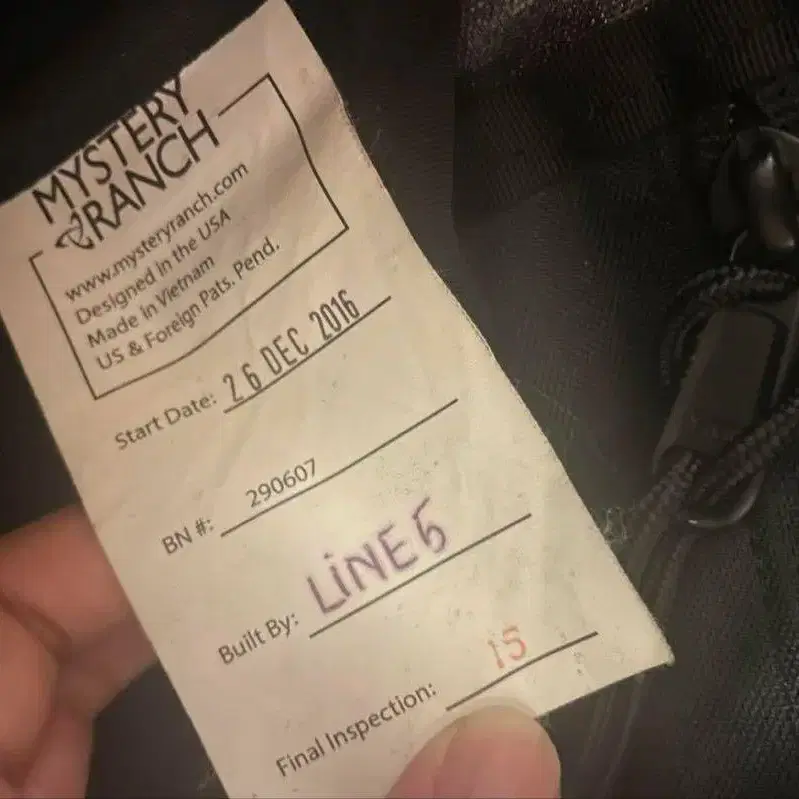 MYSTERY
RANCH
www.mysteryranch.com
Designed in the USA
Made in Vietnam
US & Foreign Pats. Pend.
Start Date: 26 DEC 2016
BN #: 290607
Built By: LiNE 5
Final Inspection: 15